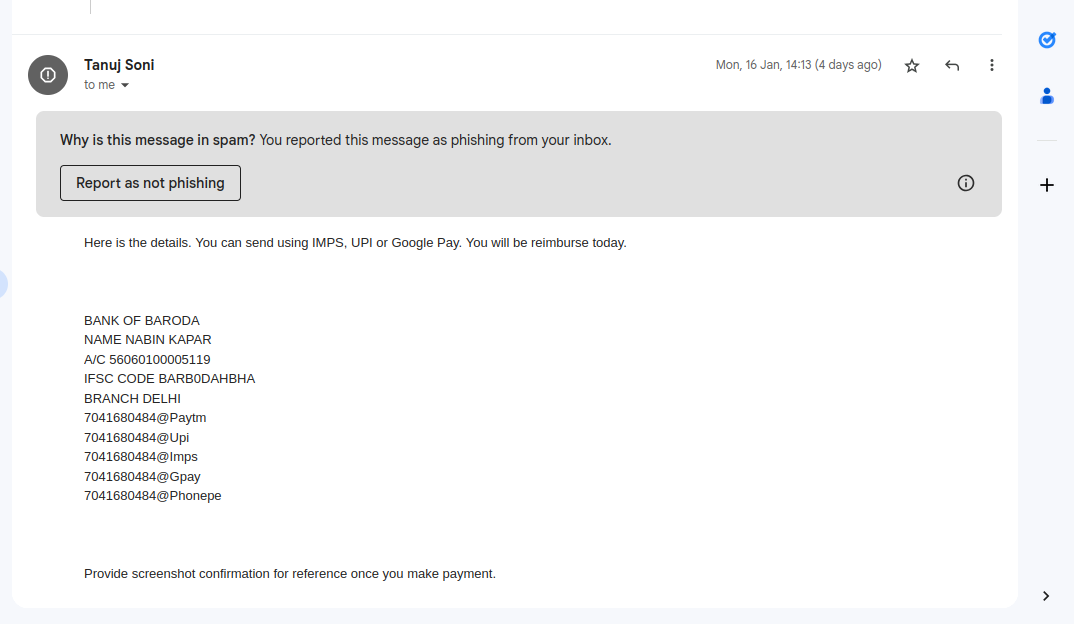 Tanuj Soni
Mon, 16 Jan, 14:13 (4 days ago)
to me
Why is this message in spam? You reported this message as phishing from your inbox.
Report as not phishing
Here is the details. You can send using IMPS, UPI or Google Pay. You will be reimburse today.
BANK OF BARODA
NAME NABIN KAPAR
A/C 56060100005119
IFSC CODE BARB0DAHBHA
BRANCH DELHI
7041680484@Paytm
7041680484@Upi
7041680484@Imps
7041680484@Gpay
7041680484@Phonepe
Provide screenshot confirmation for reference once you make payment.